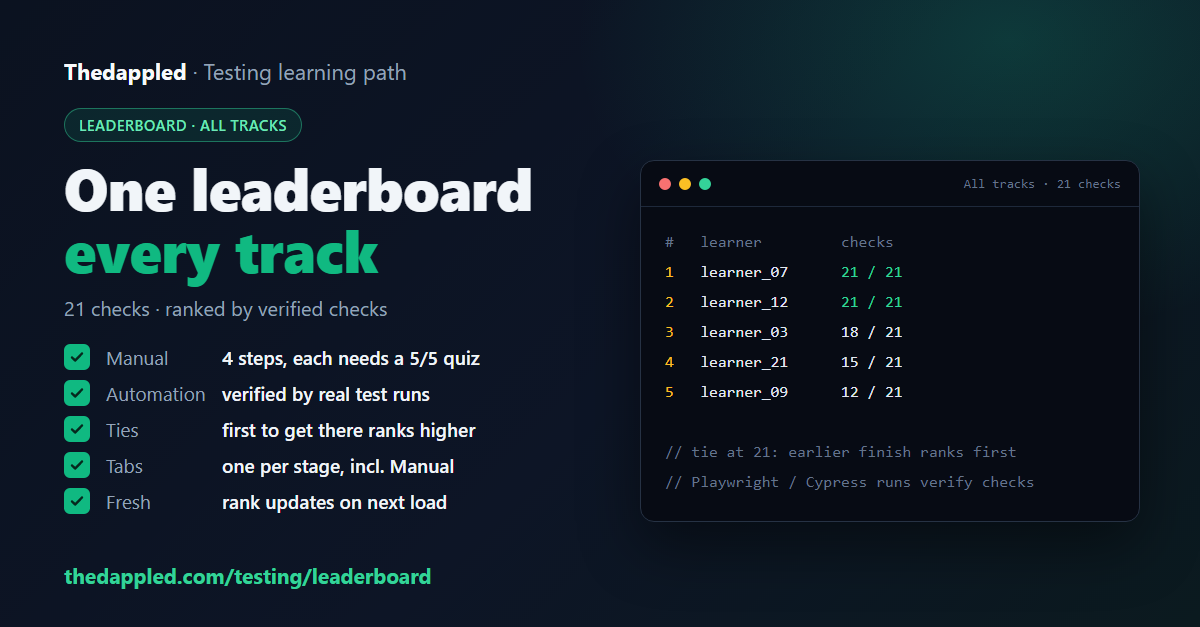 Thedappled · Testing learning path
LEADERBOARD · ALL TRACKS
One leaderboard
every track
21 checks · ranked by verified checks
Manual 4 steps, each needs a 5/5 quiz
Automation verified by real test runs
Ties first to get there ranks higher
Tabs one per stage, incl. Manual
Fresh rank updates on next load
thedappled.com/testing/leaderboard
All tracks · 21 checks
# learner checks
1 learner_07 21 / 21
2 learner_12 21 / 21
3 learner_03 18 / 21
4 learner_21 15 / 21
5 learner_09 12 / 21
// tie at 21: earlier finish ranks first
// Playwright / Cypress runs verify checks